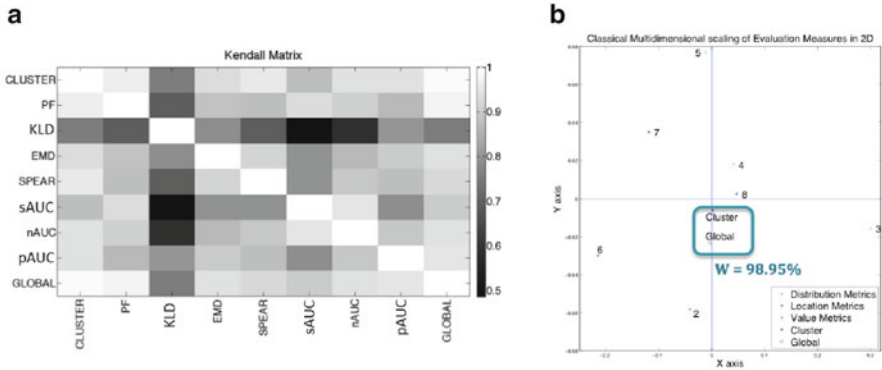 a
Kendall Matrix
CLUSTER
PF
KLD
EMD
SPEAR
sAUC
nAUC
pAUC
GLOBAL
CLUSTER
PF
KLD
EMD
SPEAR
sAUC
nAUC
pAUC
GLOBAL
1
0.9
0.8
0.7
0.6
0.5
b
Classical Multidimensional scaling of Evaluation Measures in 2D
5
7
4
8
Cluster
Global
3
6
W = 98.95%
2
Distribution Metrics
Location Metrics
Value Metrics
Cluster
Global
Y axis
X axis
0
0